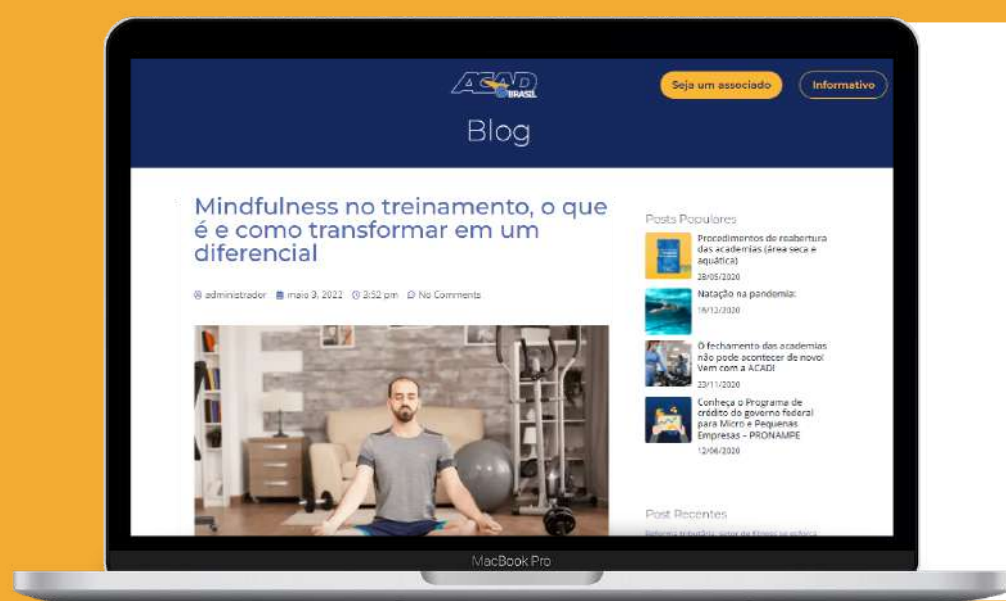 ACAD
BRASIL
Seja um associado
Informativo
Blog
Mindfulness no treinamento, o que
é e como transformar em um
diferencial
administrador maio 3, 2022 3:52 pm No Comments
Posts Populares
Procedimentos de reabertura
das academias (área seca e
aquática)
28/05/2020
Natação na pandemia:
18/12/2020
O fechamento das academias
não pode acontecer de novo!
Vem com a ACAD!
23/11/2020
Conheça o Programa de
crédito do governo federal
para Micro e Pequenas
Empresas – PRONAMPE
12/06/2020
Post Recentes
MacBook Pro